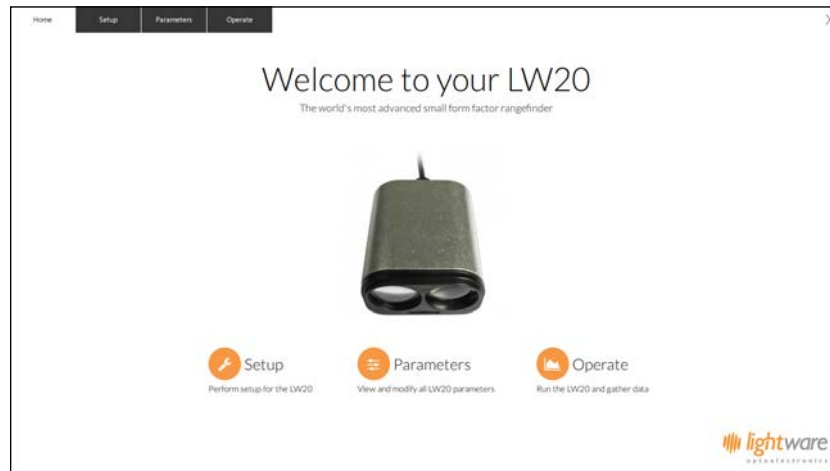 Home Setup Parameters Operate
Welcome to your LW20
The world's most advanced small form factor rangefinder
Setup Parameters Operate
Perform setup for the LW20 View and modify all LW20 parameters Run the LW20 and gather data
lightware
optoelectronics